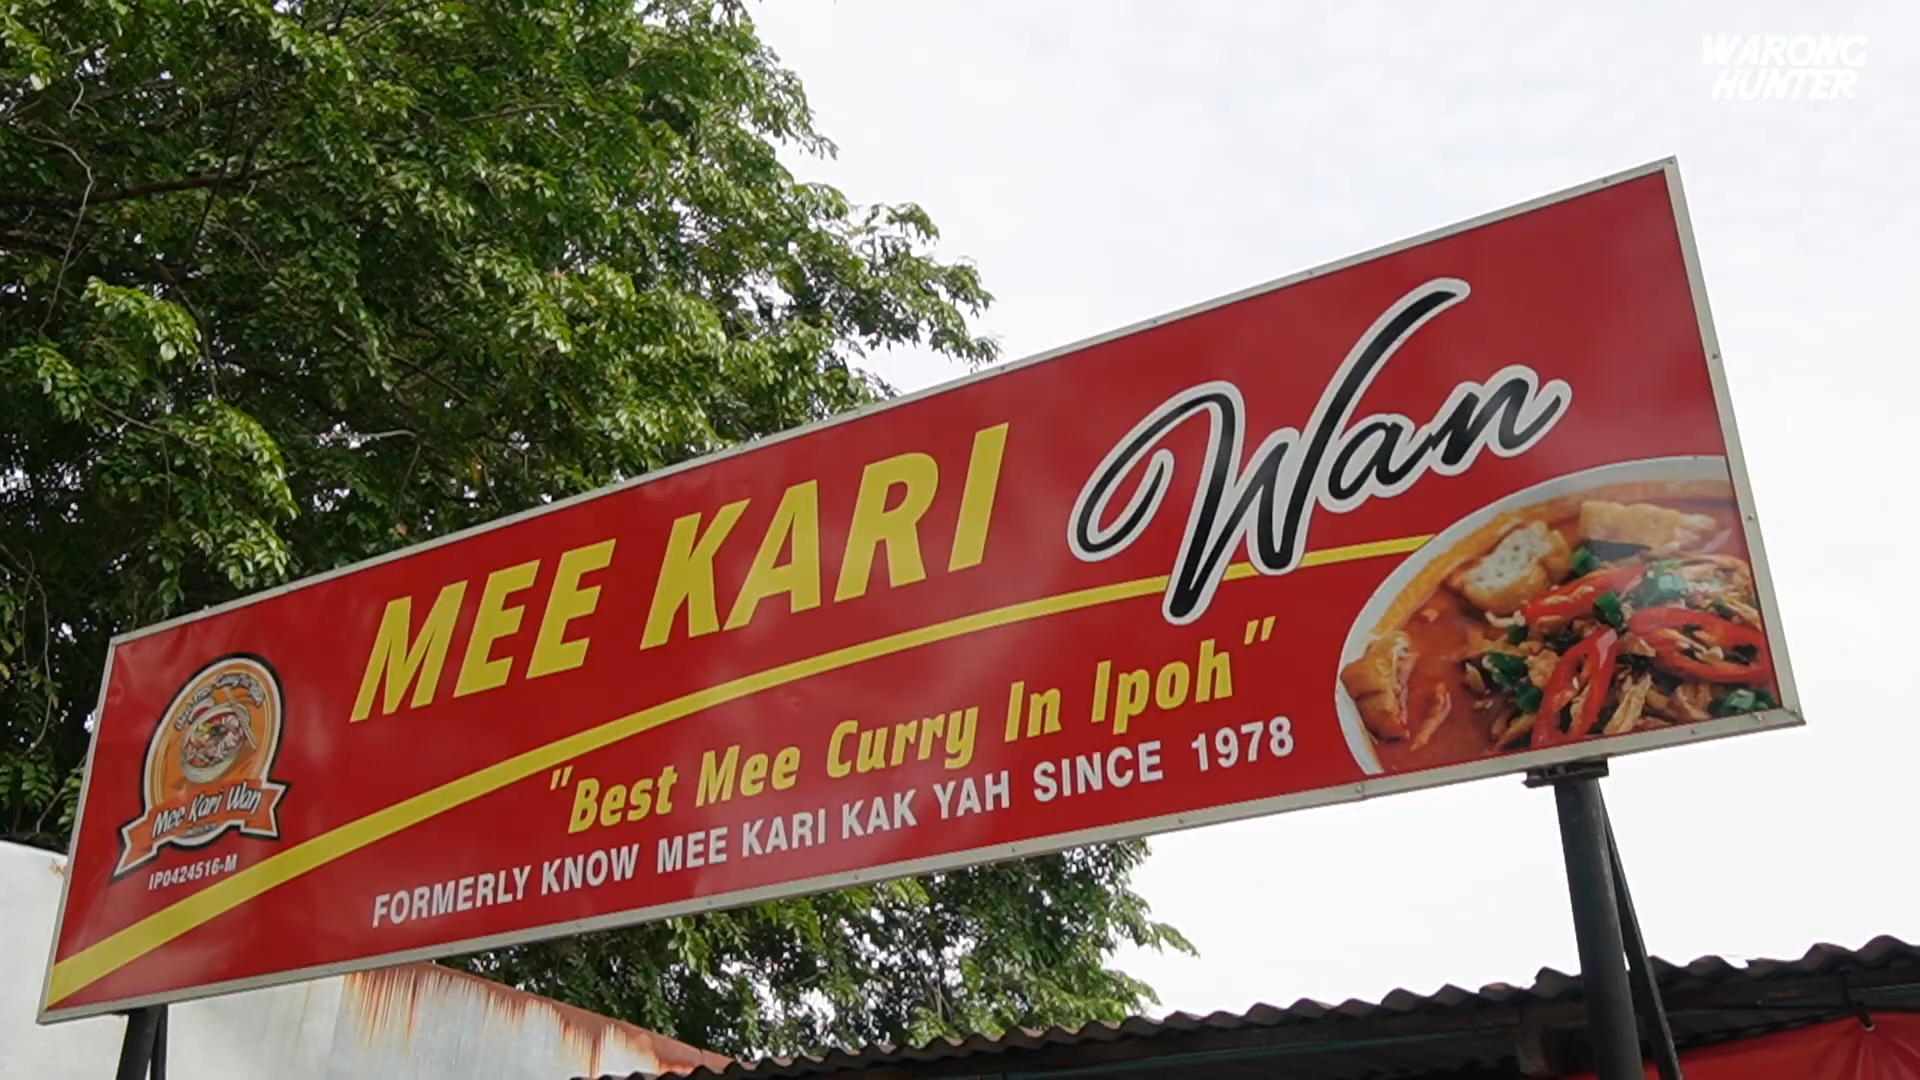 WARONG
HUNTER
MEE KARI Wan
"Best Mee Curry In Ipoh"
FORMERLY KNOW MEE KARI KAK YAH SINCE 1978
Mee Kari Wan
IP0424516-M